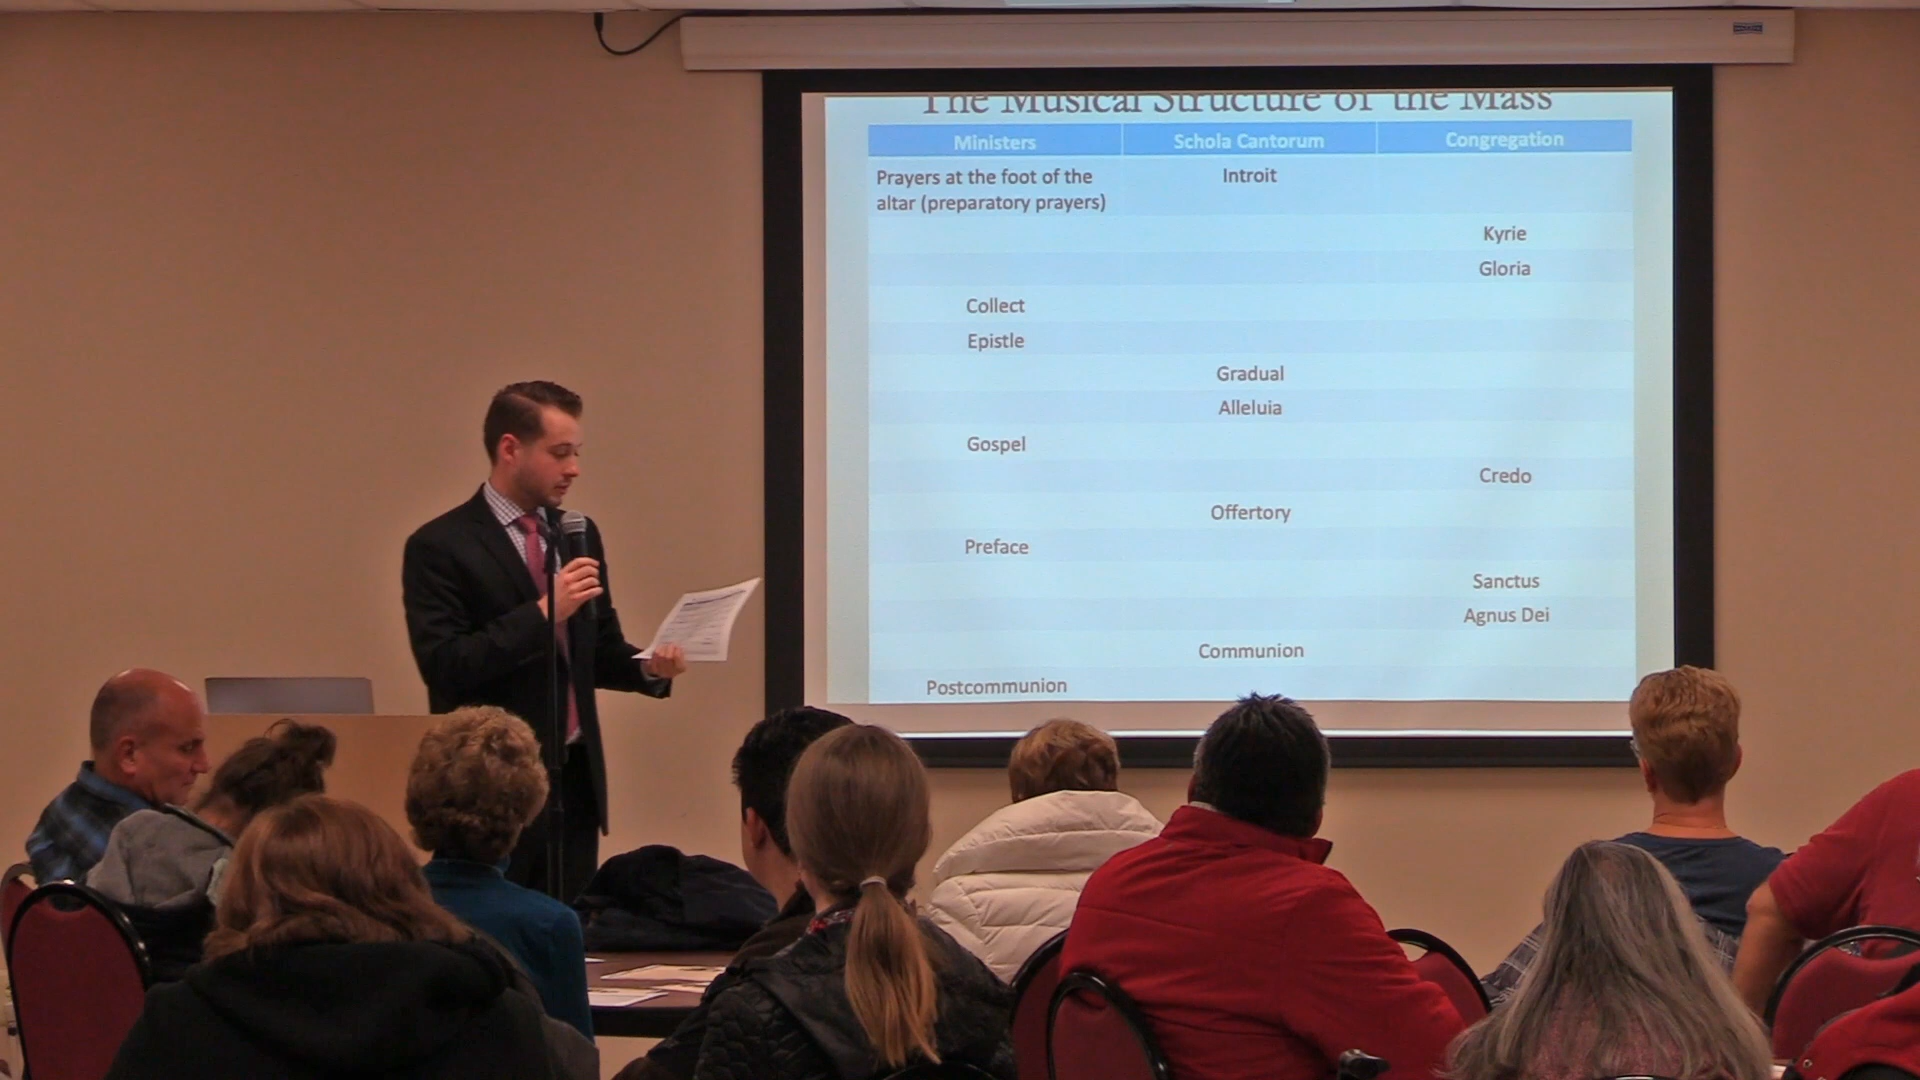 The Musical Structure of the Mass
Ministers Schola Cantorum Congregation
Prayers at the foot of the Introit
altar (preparatory prayers)
Kyrie
Gloria
Collect
Epistle
Gradual
Alleluia
Gospel
Credo
Offertory
Preface
Sanctus
Agnus Dei
Communion
Postcommunion